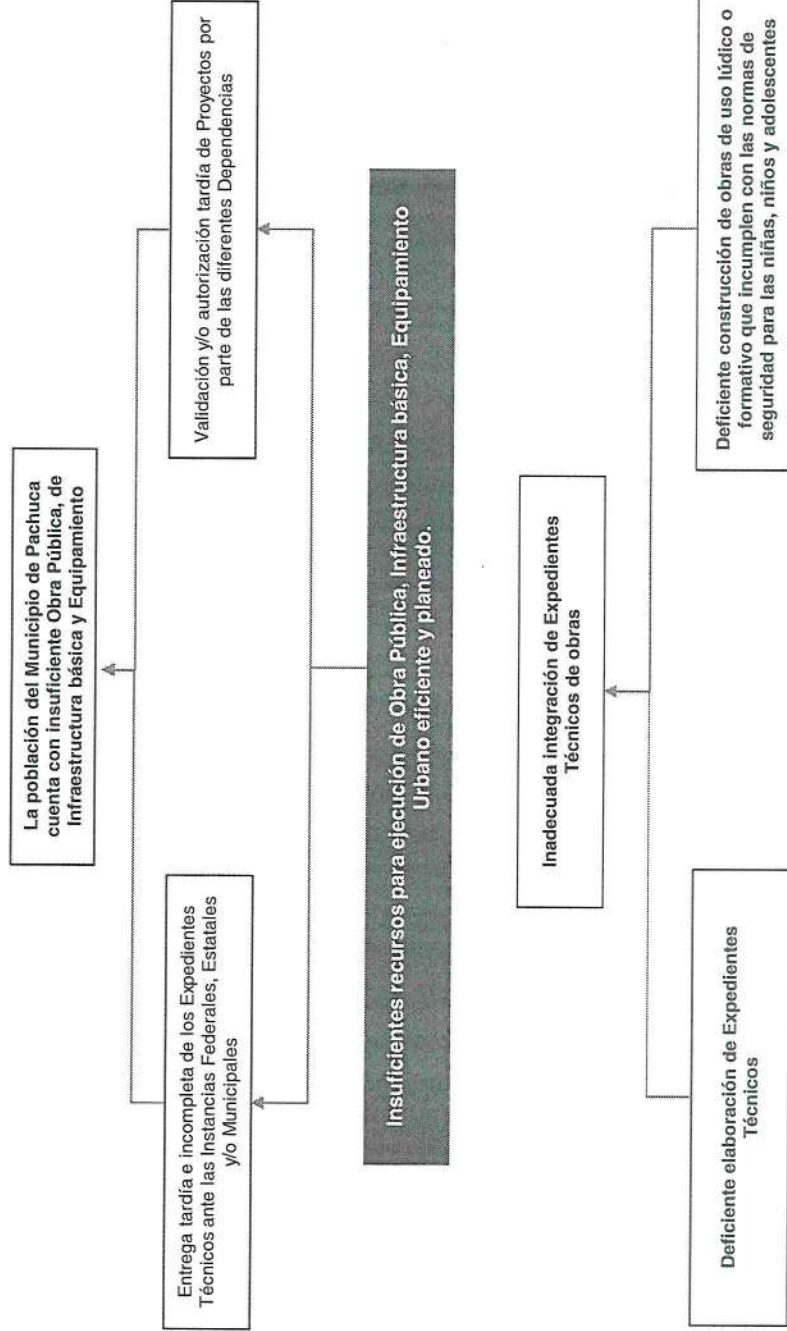 La población del Municipio de Pachuca
cuenta con insuficiente Obra Pública, de
Infraestructura básica y Equipamiento
Entrega tardía e incompleta de los Expedientes
Técnicos ante las Instancias Federales, Estatales
y/o Municipales
Validación y/o autorización tardía de Proyectos por
parte de las diferentes Dependencias
Insuficientes recursos para ejecución de Obra Pública, Infraestructura básica, Equipamiento
Urbano eficiente y planeado.
Inadecuada integración de Expedientes
Técnicos de obras
Deficiente elaboración de Expedientes
Técnicos
Deficiente construcción de obras de uso lúdico o
formativo que incumplen con las normas de
seguridad para las niñas, niños y adolescentes